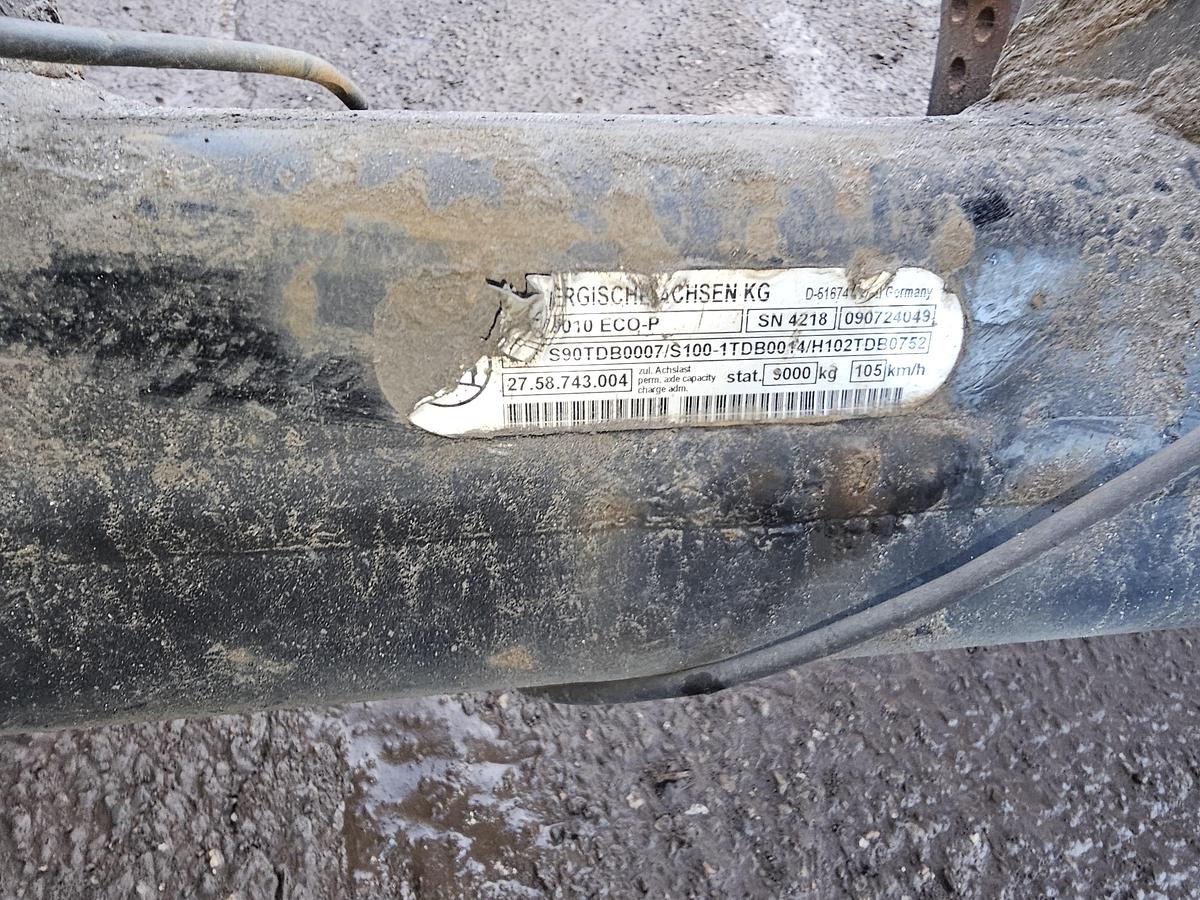 ERGISCHE ACHSEN KG D-51674 Germany
010 ECO-P SN 4218 090724049
S90TDB0007/S100-1TDB0014/H102TDB0752
27.58.743.004 zul. Achslast stat. 9000 kg 105 km/h
perm. axle capacity
charge adm.